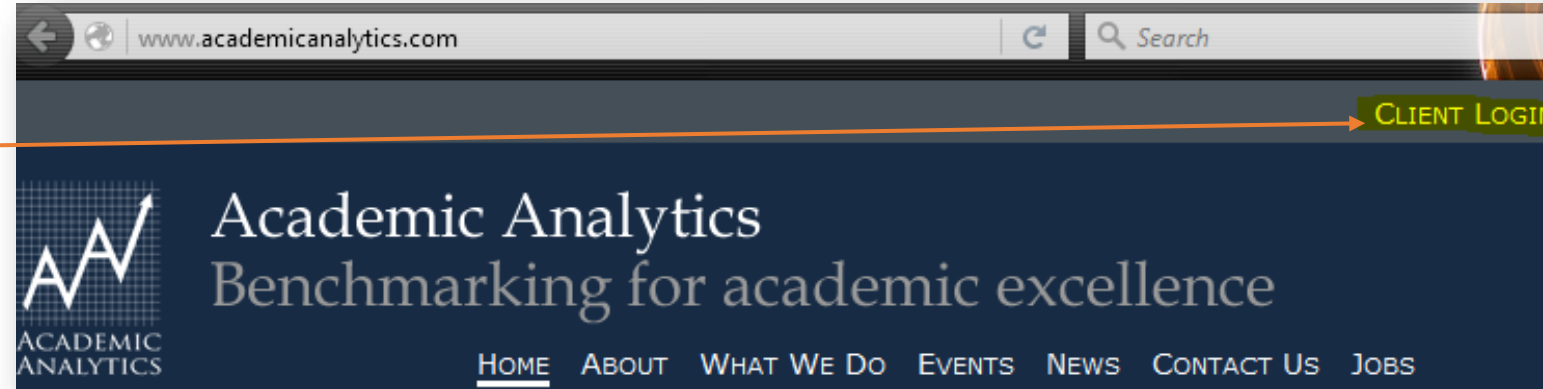 www.academicanalytics.com
Search
CLIENT LOGIN
Academic Analytics
Benchmarking for academic excellence
ACADEMIC
ANALYTICS
HOME ABOUT WHAT WE DO EVENTS NEWS CONTACT US JOBS